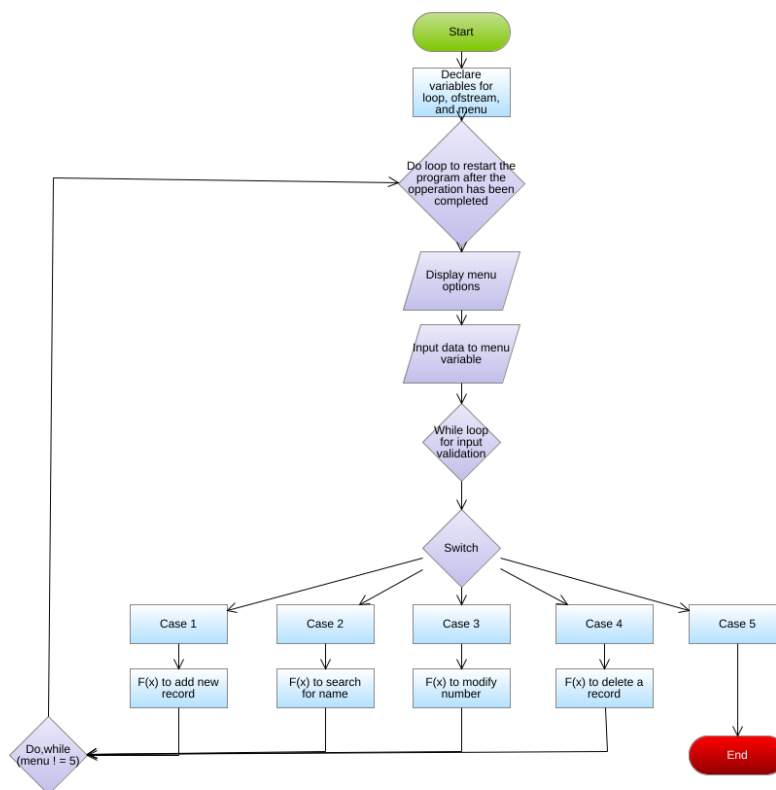 Start
Declare
variables for
loop, ofstream,
and menu
Do loop to restart the
program after the
opperation has been
completed
Display menu
options
Input data to menu
variable
While loop
for input
validation
Switch
Case 1
Case 2
Case 3
Case 4
Case 5
F(x) to add new
record
F(x) to search
for name
F(x) to modify
number
F(x) to delete a
record
Do,while
(menu ! = 5)
End